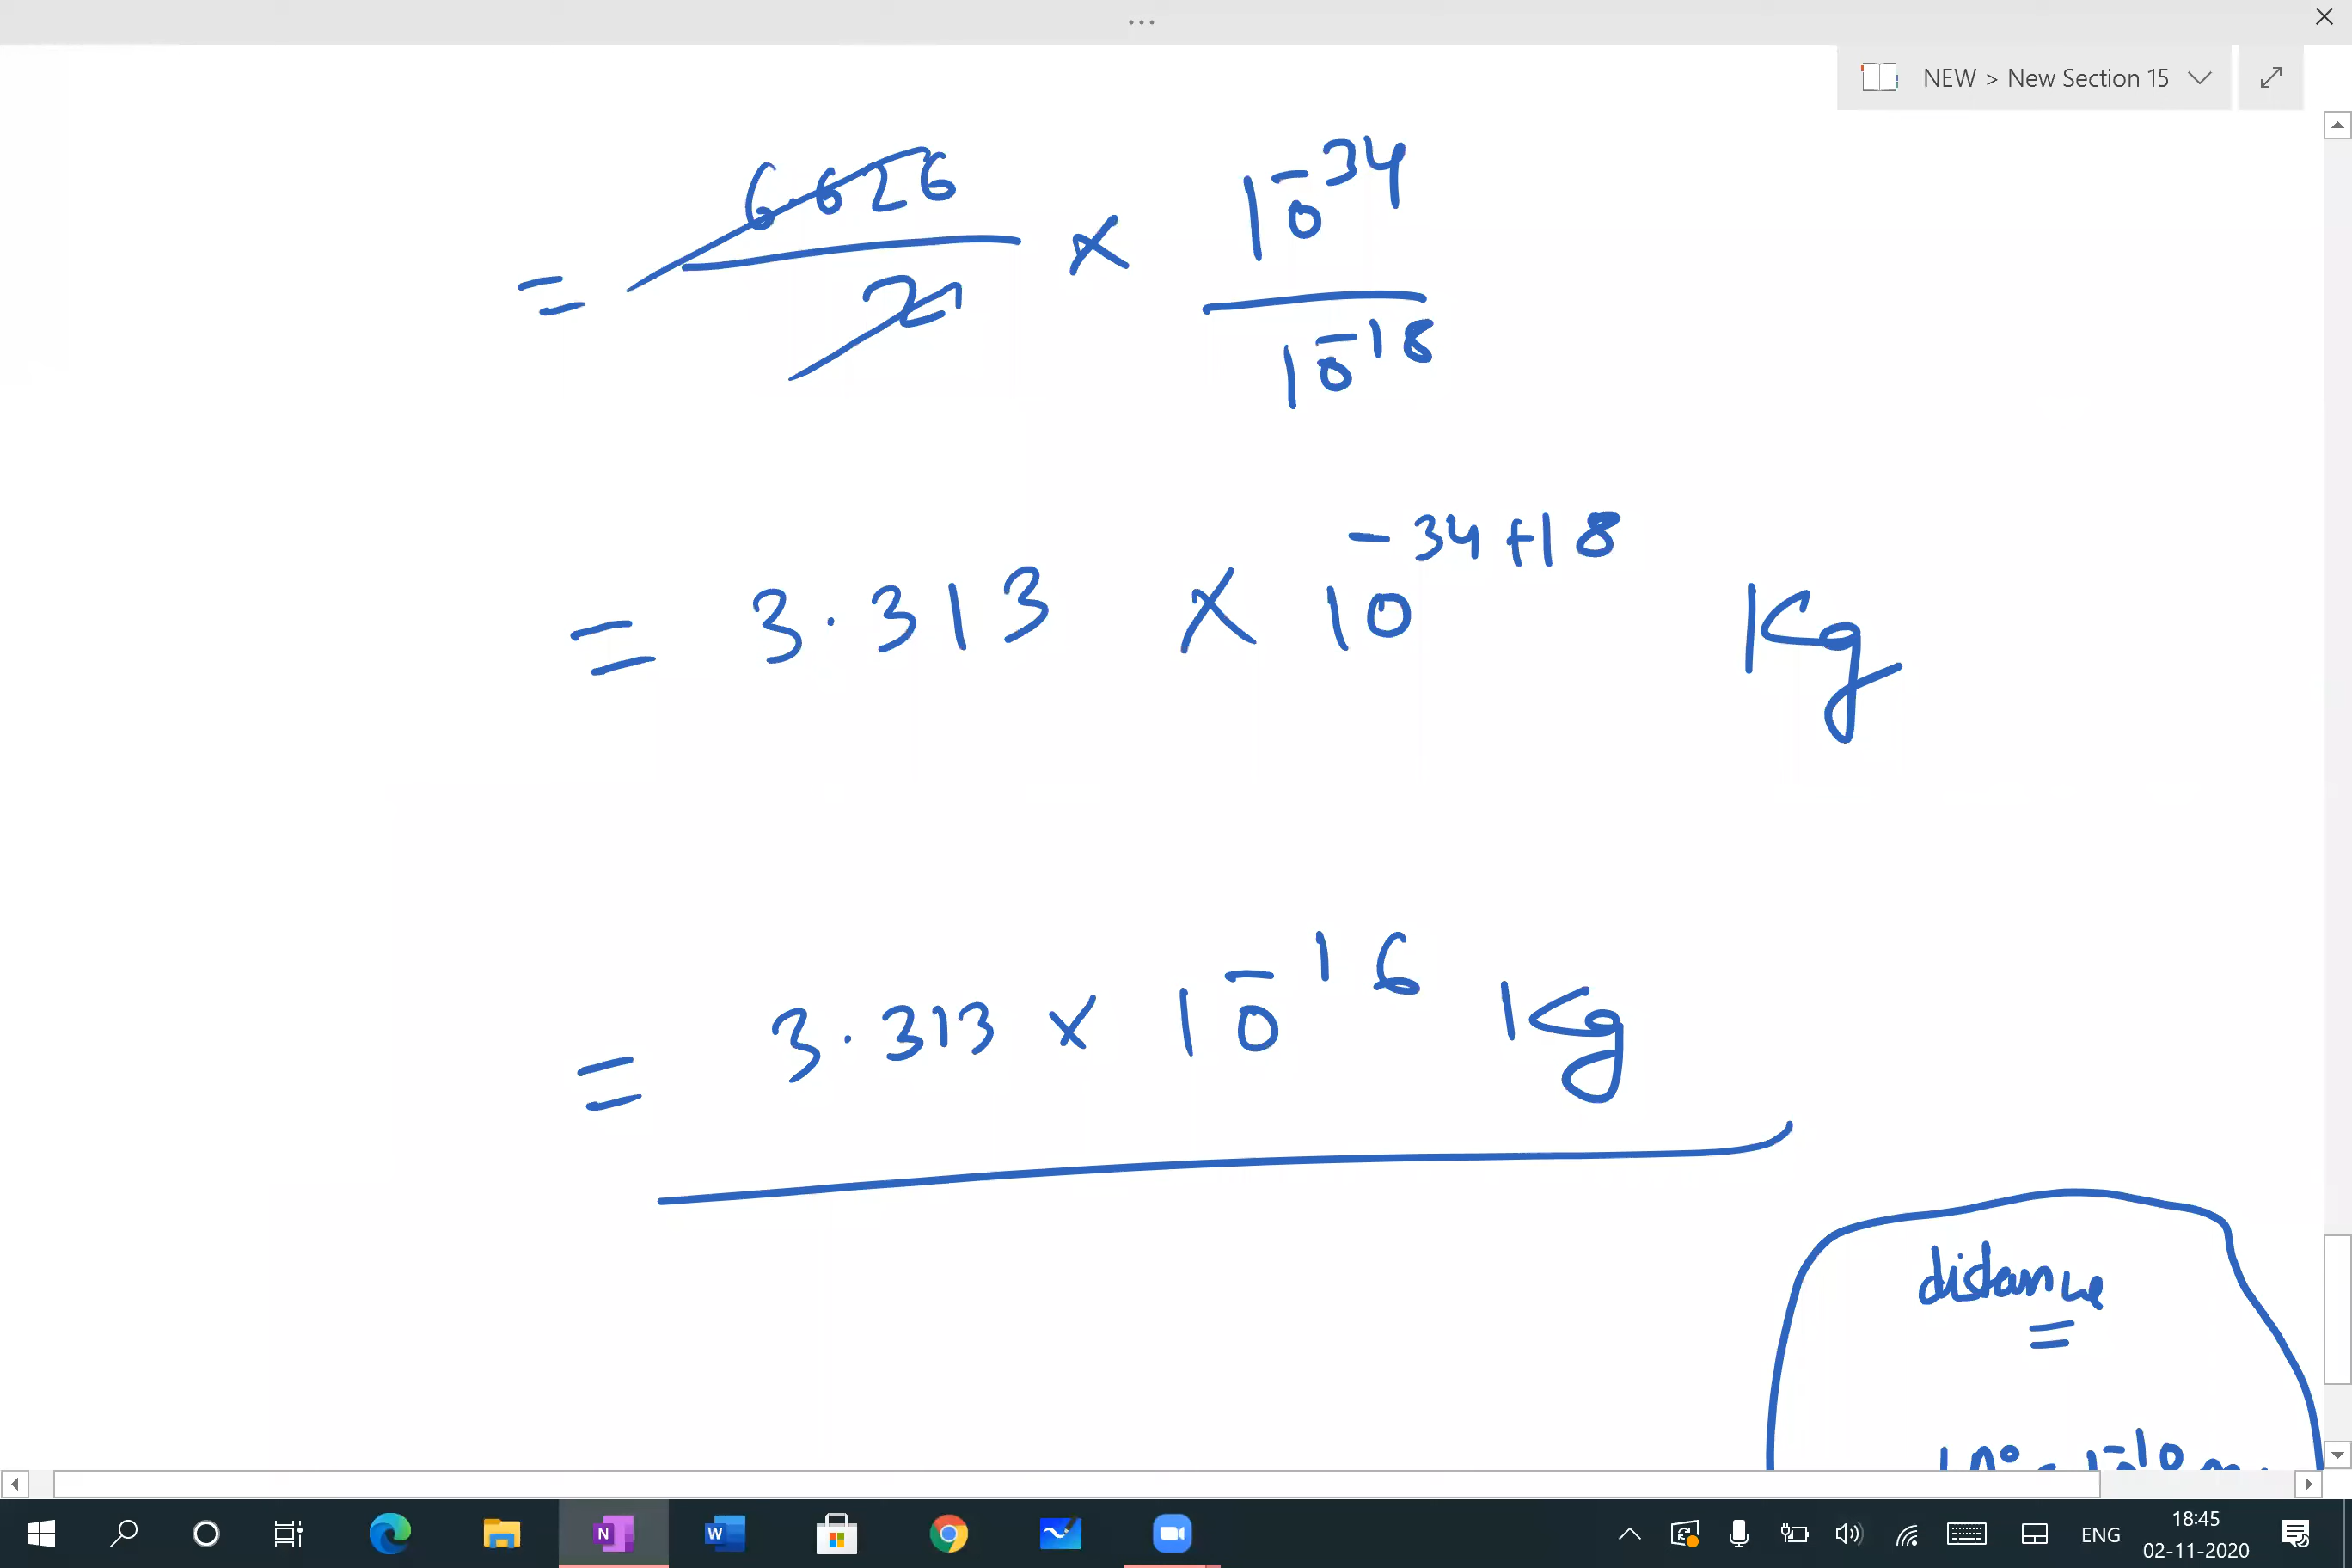 ...
NEW > New Section 15
= 6.626 / 2 × 10^-34 / 10^-18
= 3.313 × 10^-34+18 Kg
= 3.313 × 10^-16 Kg
distance
=
ENG
18:45
02-11-2020